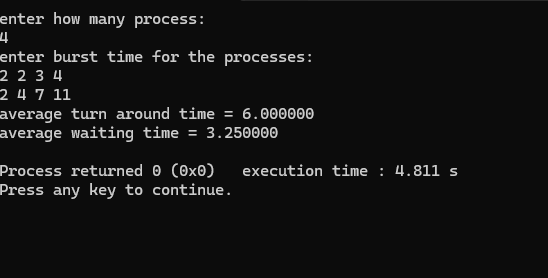 enter how many process:
4
enter burst time for the processes:
2 2 3 4
2 4 7 11
average turn around time = 6.000000
average waiting time = 3.250000
Process returned 0 (0x0)   execution time : 4.811 s
Press any key to continue.